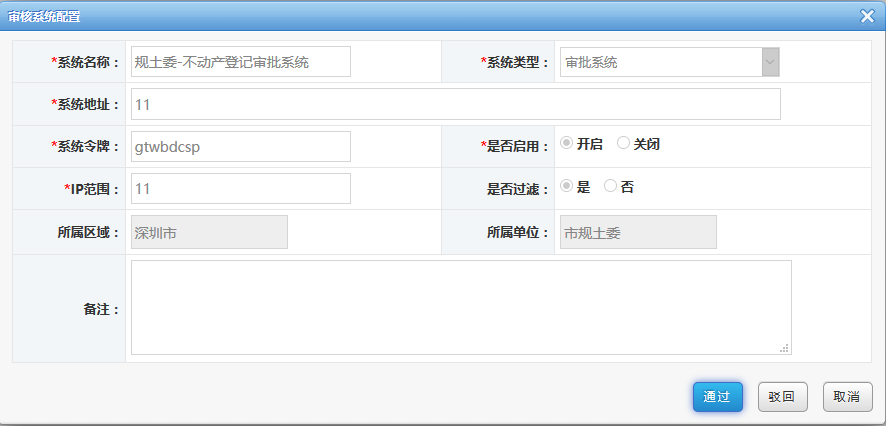 审核系统配置
*系统名称： 规土委-不动产登记审批系统 *系统类型： 审批系统
*系统地址： 11
*系统令牌： gtwbdcsp *是否启用： 开启 关闭
*IP范围： 11 是否过滤： 是 否
所属区域： 深圳市 所属单位： 市规土委
备注：
通过 驳回 取消